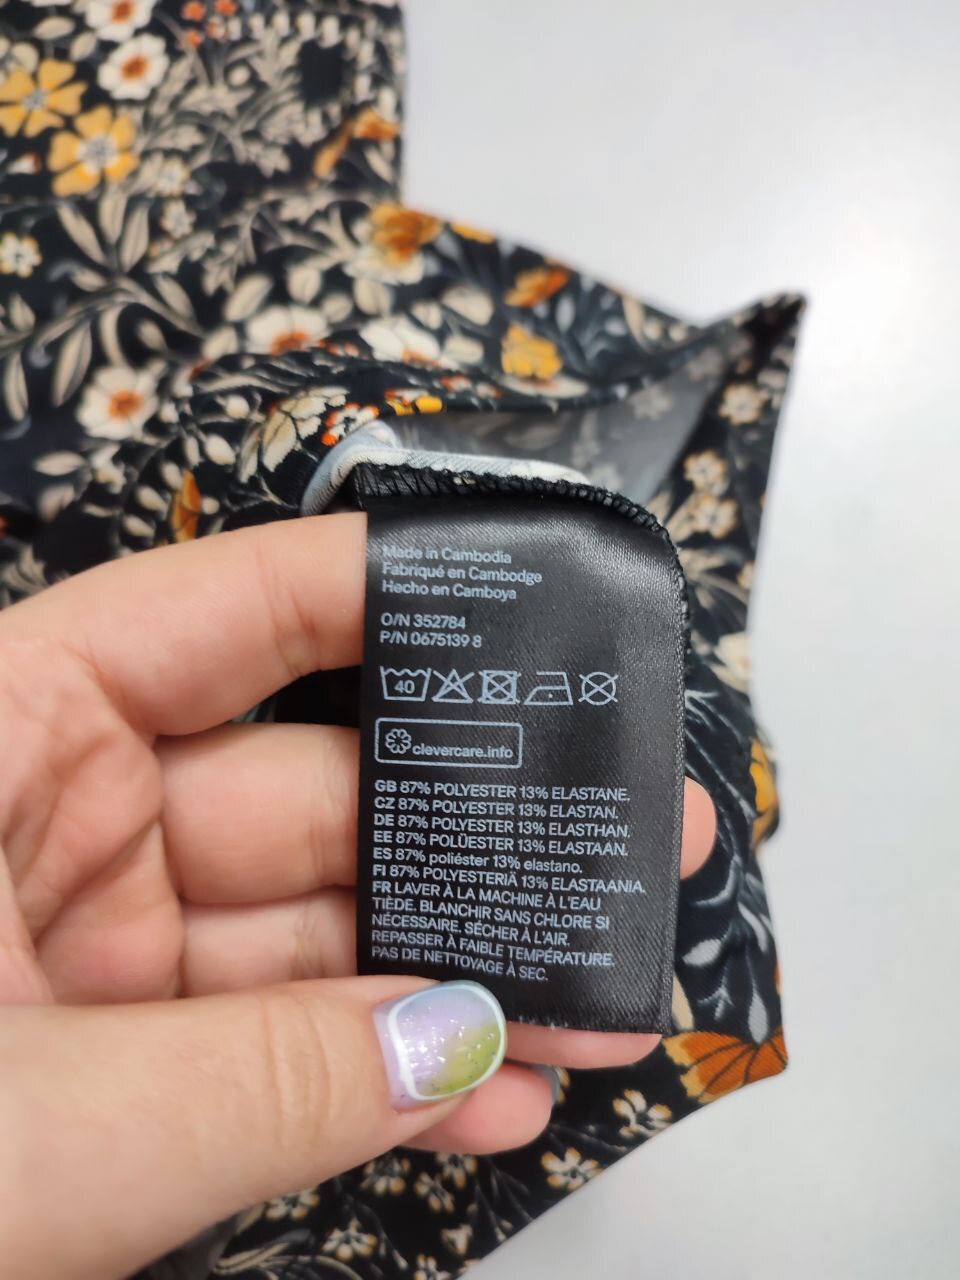 Made in Cambodia
Fabriqué en Cambodge
Hecho en Camboya
O/N 352784
P/N 0675139 8
40
clevercare.info
GB 87% POLYESTER 13% ELASTANE.
CZ 87% POLYESTER 13% ELASTAN.
DE 87% POLYESTER 13% ELASTHAN.
EE 87% POLÜESTER 13% ELASTAAN.
ES 87% poliéster 13% elastano.
FI 87% POLYESTERIÄ 13% ELASTAANIA.
FR LAVER À LA MACHINE À L'EAU
TIÈDE. BLANCHIR SANS CHLORE SI
NÉCESSAIRE. SÉCHER À L'AIR.
REPASSER À FAIBLE TEMPÉRATURE.
PAS DE NETTOYAGE À SEC.